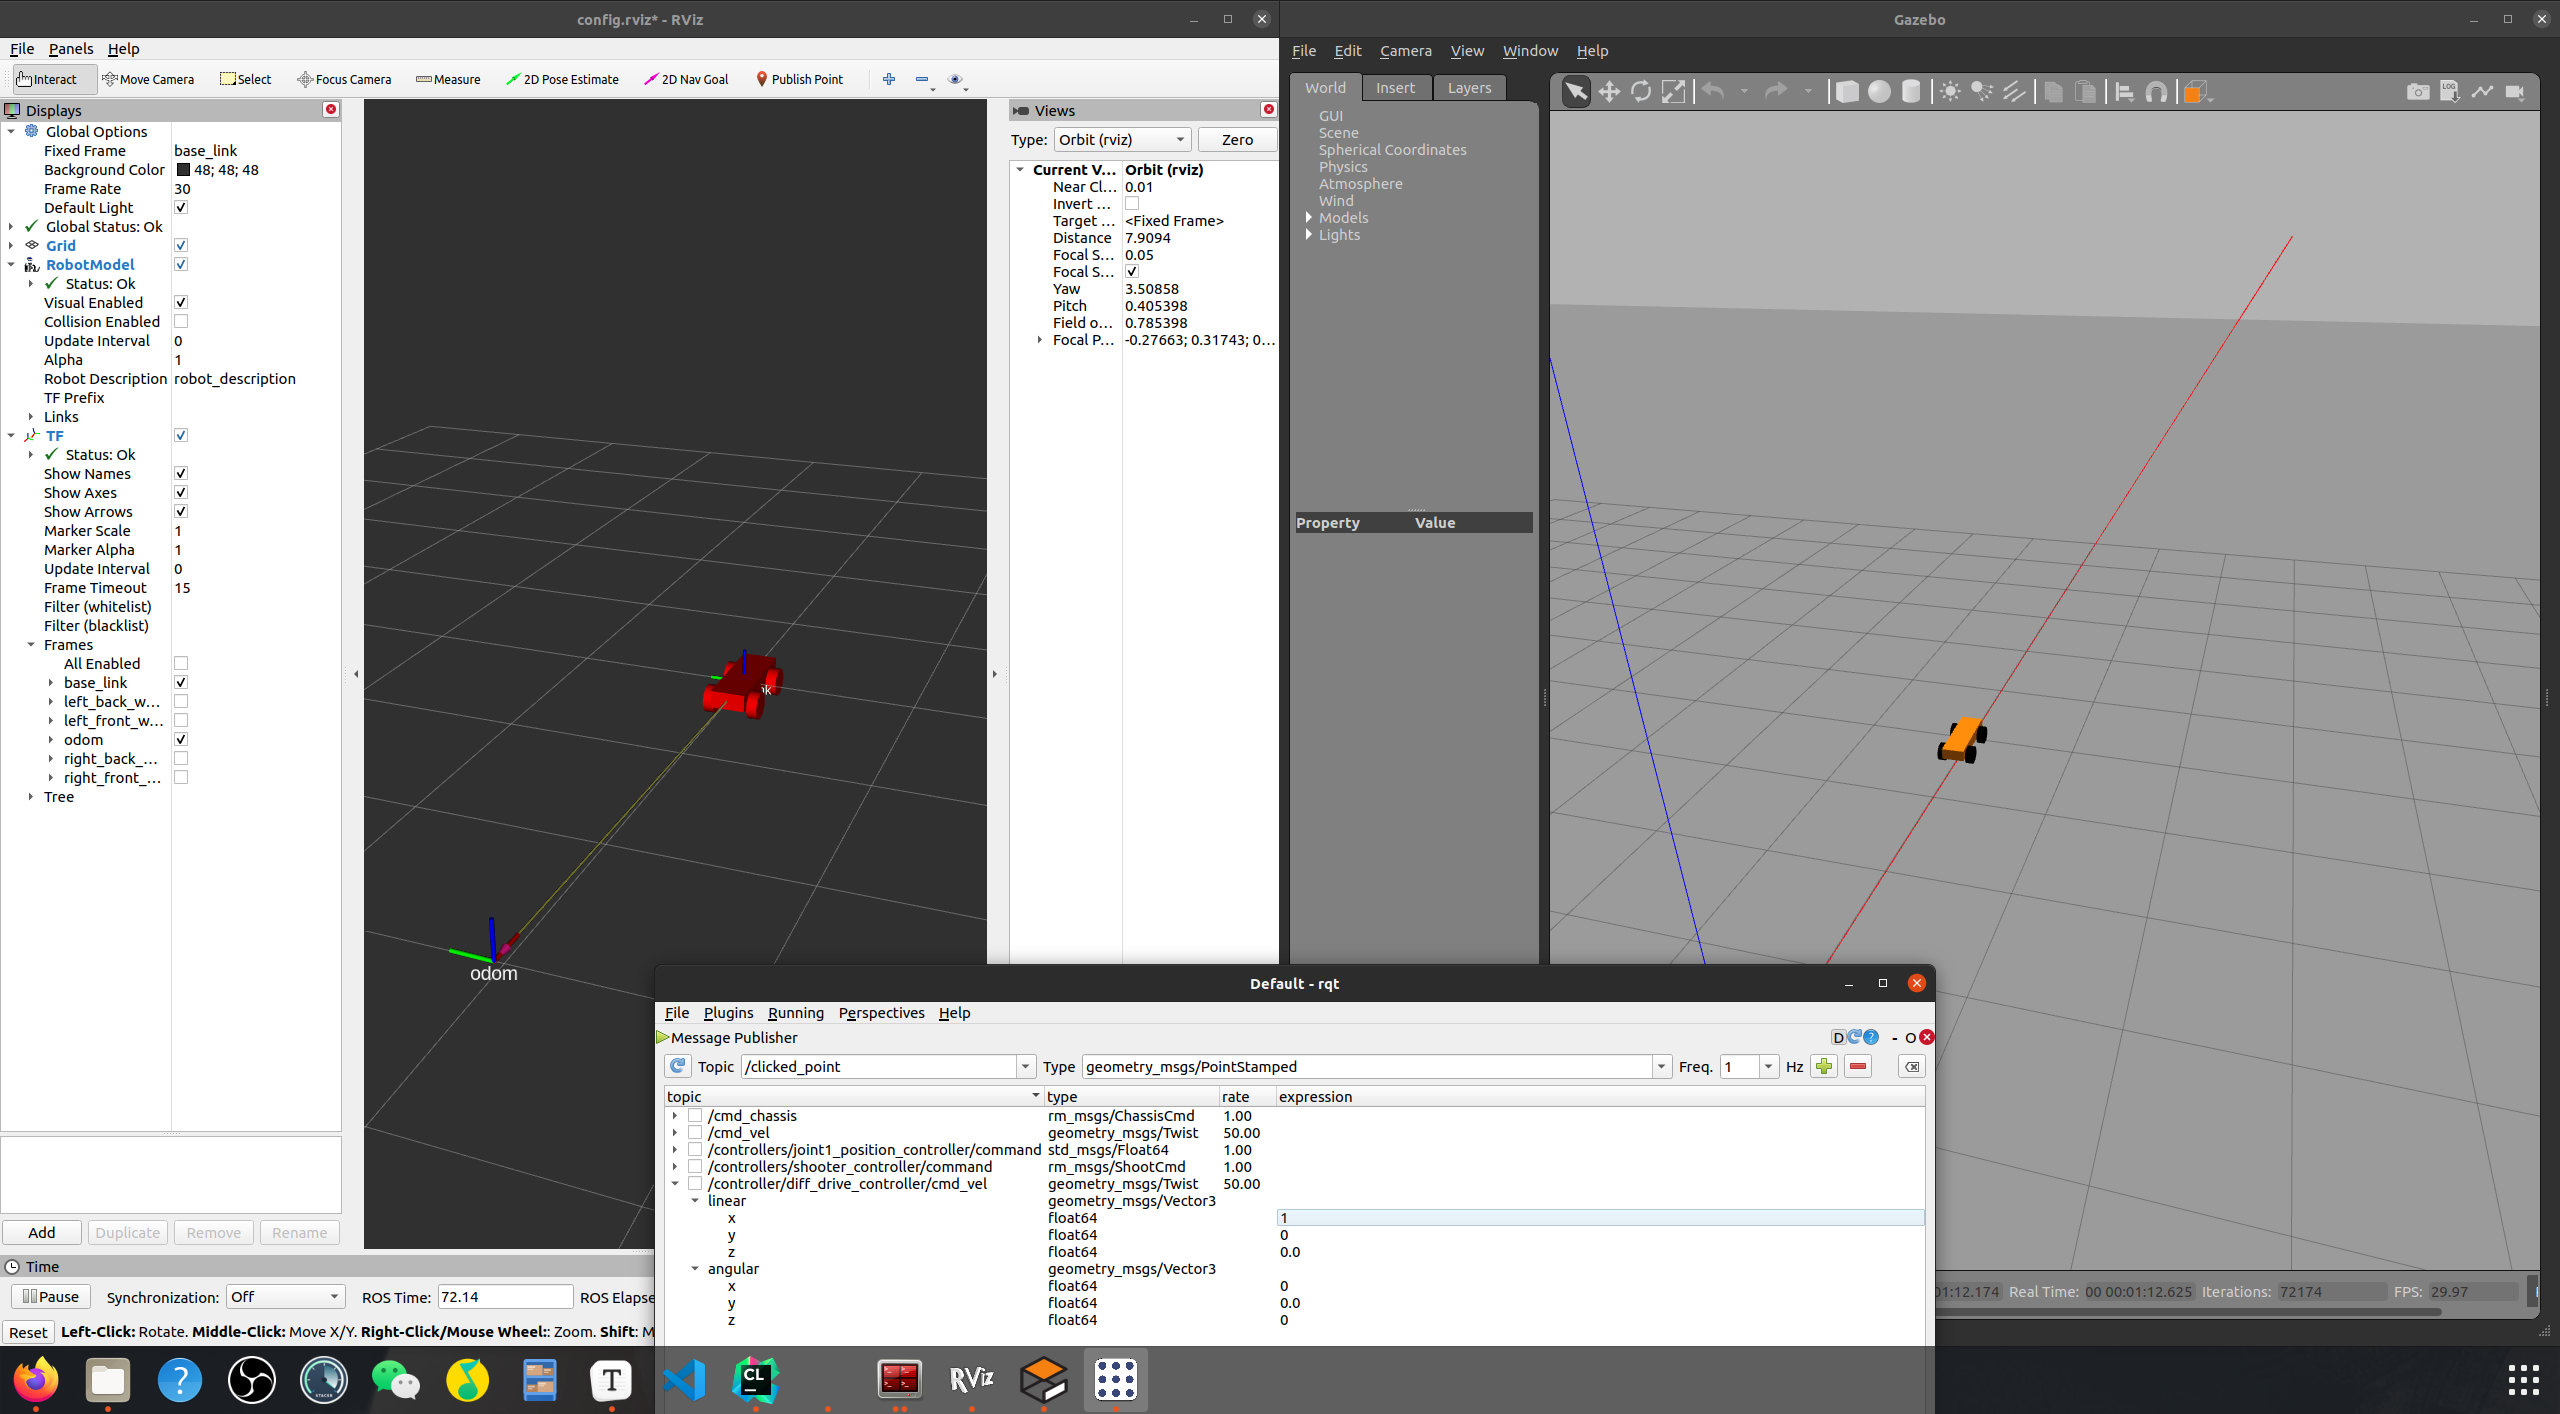 config.rviz* - RViz
File Panels Help
Interact Move Camera Select Focus Camera Measure 2D Pose Estimate 2D Nav Goal Publish Point
Displays
Global Options
Fixed Frame base_link
Background Color 48; 48; 48
Frame Rate 30
Default Light
Global Status: Ok
Grid
RobotModel
Status: Ok
Visual Enabled
Collision Enabled
Update Interval 0
Alpha 1
Robot Description robot_description
TF Prefix
Links
TF
Status: Ok
Show Names
Show Axes
Show Arrows
Marker Scale 1
Marker Alpha 1
Update Interval 0
Frame Timeout 15
Filter (whitelist)
Filter (blacklist)
Frames
All Enabled
base_link
left_back_w...
left_front_w...
odom
right_back_...
right_front_...
Tree
Add Duplicate Remove Rename
odom
Views
Type: Orbit (rviz) Zero
Current V... Orbit (rviz)
Near Cl... 0.01
Invert ...
Target ... <Fixed Frame>
Distance 7.9094
Focal S... 0.05
Focal S...
Yaw 3.50858
Pitch 0.405398
Field o... 0.785398
Focal P... -0.27663; 0.31743; 0...
Time
Pause Synchronization: Off ROS Time: 72.14 ROS Elapse
Reset Left-Click: Rotate. Middle-Click: Move X/Y. Right-Click/Mouse Wheel:: Zoom. Shift: M
Gazebo
File Edit Camera View Window Help
World Insert Layers
LOG
GUI
Scene
Spherical Coordinates
Physics
Atmosphere
Wind
Models
Lights
Property Value
01:12.174 Real Time: 00 00:01:12.625 Iterations: 72174 FPS: 29.97
Default - rqt
File Plugins Running Perspectives Help
Message Publisher D ? - O
Topic /clicked_point Type geometry_msgs/PointStamped Freq. 1 Hz
topic type rate expression
/cmd_chassis rm_msgs/ChassisCmd 1.00
/cmd_vel geometry_msgs/Twist 50.00
/controllers/joint1_position_controller/command std_msgs/Float64 1.00
/controllers/shooter_controller/command rm_msgs/ShootCmd 1.00
/controller/diff_drive_controller/cmd_vel geometry_msgs/Twist 50.00
linear geometry_msgs/Vector3
x float64 1
y float64 0
z float64 0.0
angular geometry_msgs/Vector3
x float64 0
y float64 0.0
z float64 0
? T CL RViz